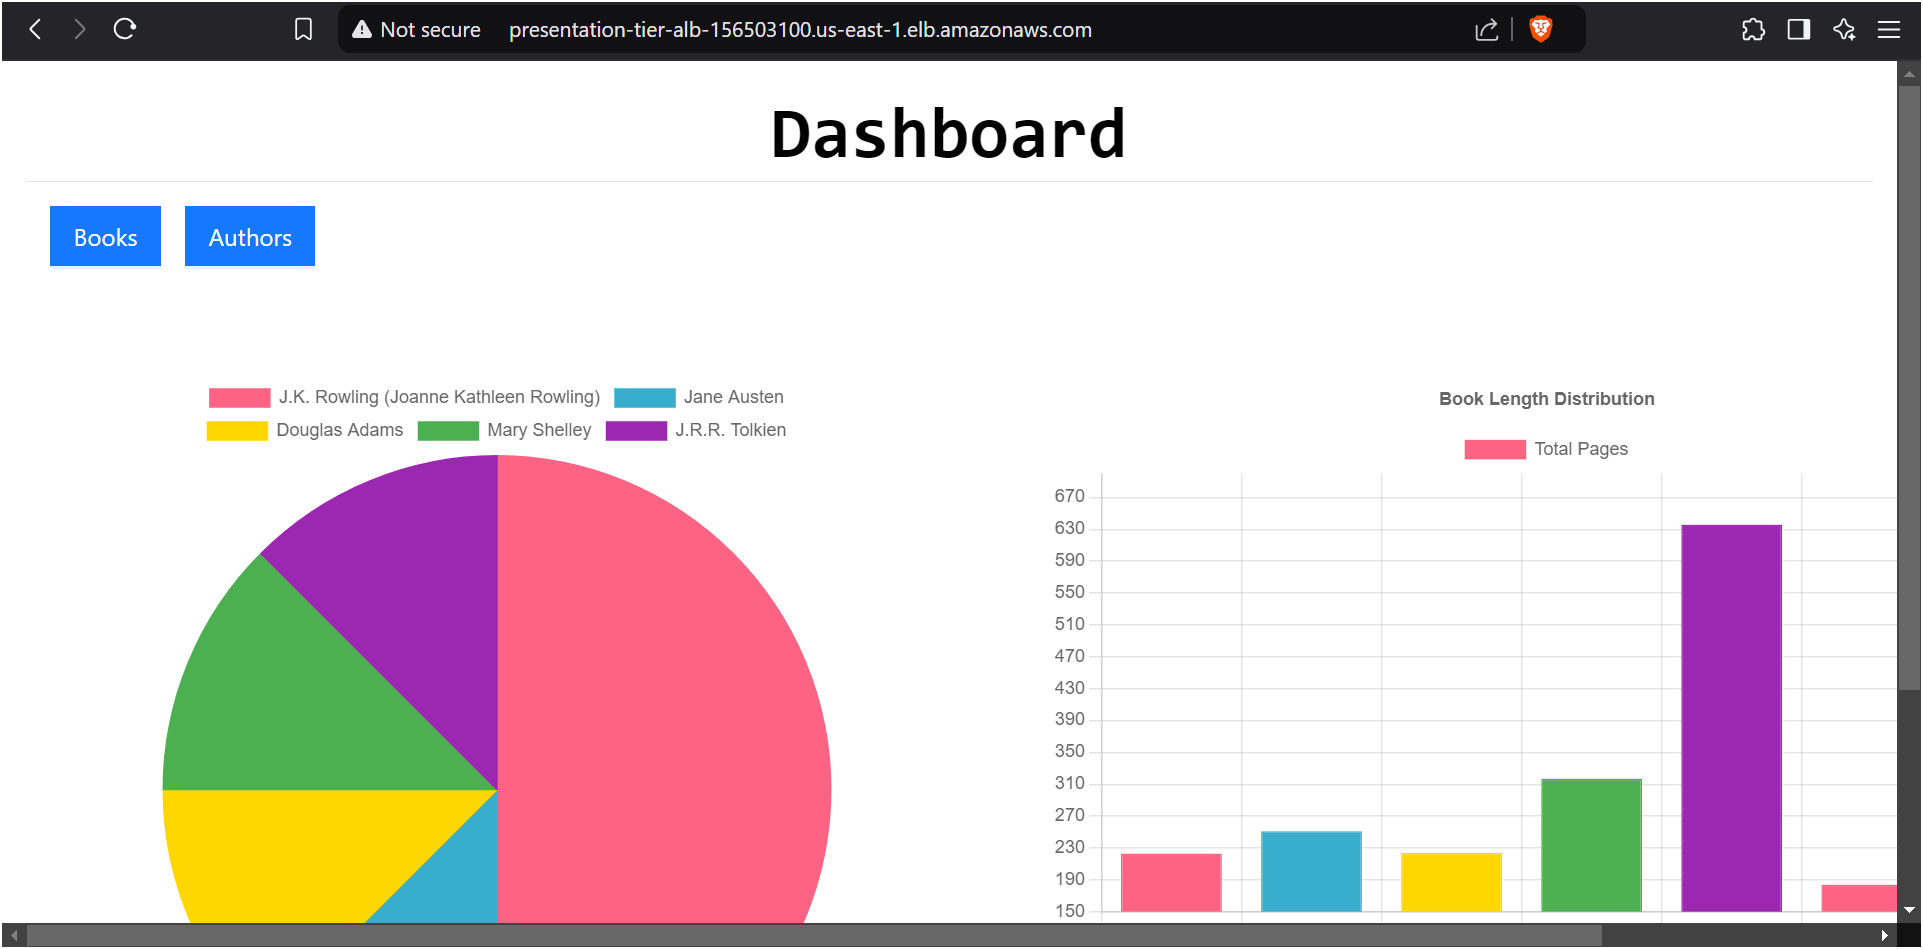 Not secure presentation-tier-alb-156503100.us-east-1.elb.amazonaws.com
Dashboard
Books Authors
J.K. Rowling (Joanne Kathleen Rowling) Jane Austen
Douglas Adams Mary Shelley J.R.R. Tolkien
Book Length Distribution
Total Pages
670
630
590
550
510
470
430
390
350
310
270
230
190
150